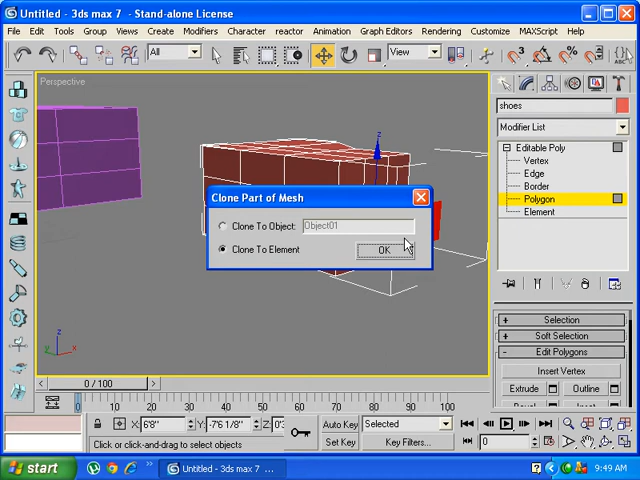 Untitled - 3ds max 7 - Stand-alone License
File Edit Tools Group Views Create Modifiers Character reactor Animation Graph Editors Rendering Customize MAXScript Help
All View
Perspective
shoes
Modifier List
Editable Poly
Vertex
Edge
Border
Polygon
Element
Clone Part of Mesh
Clone To Object: Object01
Clone To Element OK
z
z
y x
+ Selection
+ Soft Selection
- Edit Polygons
Insert Vertex
Extrude Outline
0 / 100
0 10 20 30 40 50 60 70 80 90 100
X: 6'8" Y: -7'6 1/8" Z: 0'3
Auto Key Selected
Set Key Key Filters...
0
Click or click-and-drag to select objects
start Untitled - 3ds max 7 ... 9:49 AM